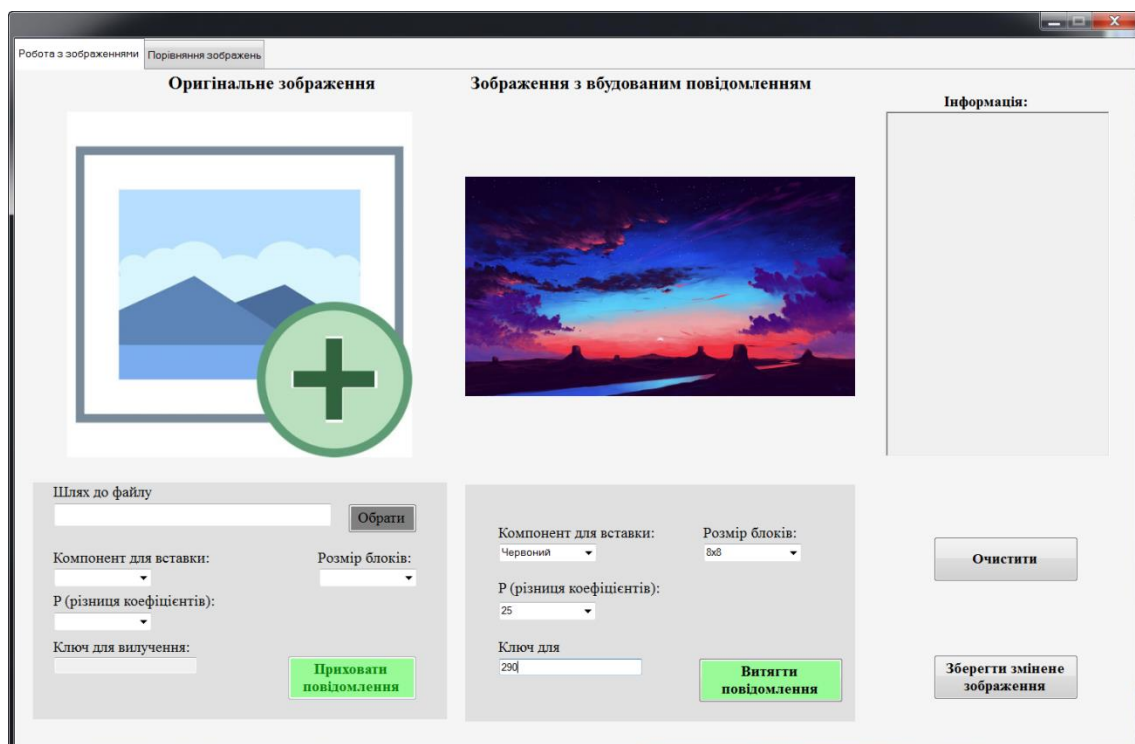 Робота з зображеннями
Порівняння зображень
Оригінальне зображення
Зображення з вбудованим повідомленням
Інформація:
Шлях до файлу
Обрати
Компонент для вставки:
Розмір блоків:
P (різниця коефіцієнтів):
Ключ для вилучення:
Приховати
повідомлення
Компонент для вставки:
Розмір блоків:
Червоний
8x8
P (різниця коефіцієнтів):
25
Ключ для
290
Витягти
повідомлення
Очистити
Зберегти змінене
зображення